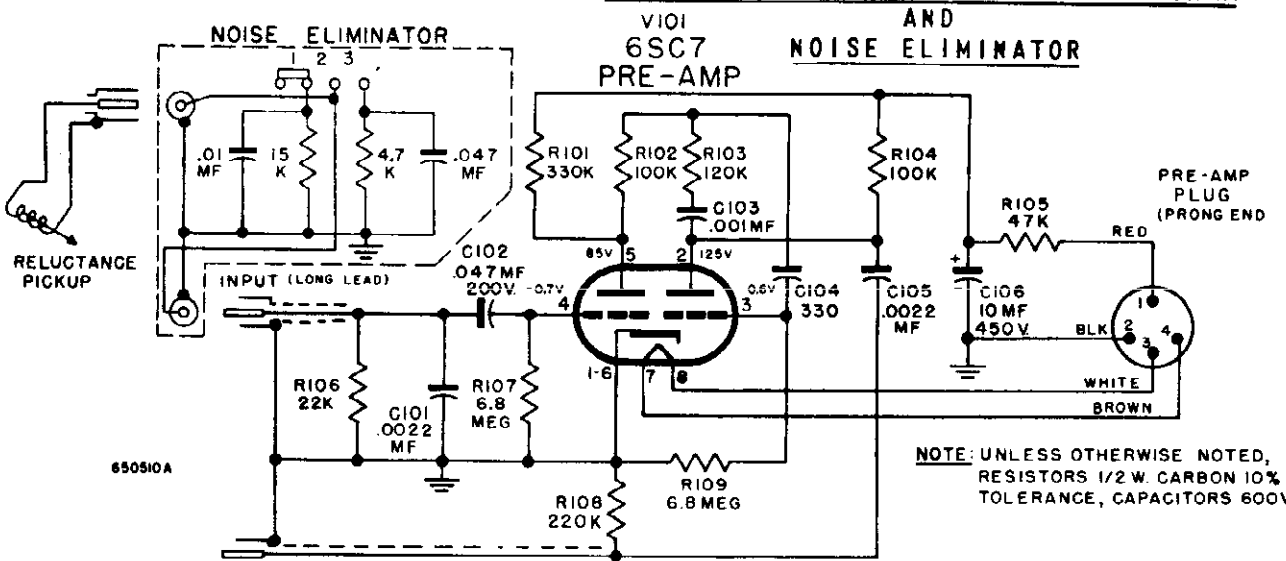 AND
NOISE ELIMINATOR
V101
6SC7
PRE-AMP
NOISE ELIMINATOR
1 2 3
.01
MF
15
K
4.7
K
.047
MF
RELUCTANCE
PICKUP
INPUT (LONG LEAD)
R101
330K
R102
100K
R103
120K
C103
.001MF
R104
100K
R105
47K
RED
PRE-AMP
PLUG
(PRONG END
C102
.047MF
200V.
-0.7V
4
85V
5
2
125V
0.6V
3
1-6
7
8
C104
330
C105
.0022
MF
+
-
C106
10MF
450V.
BLK
1
2
3
4
WHITE
BROWN
R106
22K
C101
.0022
MF
R107
6.8
MEG
R108
220K
R109
6.8MEG
650510A
NOTE: UNLESS OTHERWISE NOTED,
RESISTORS 1/2 W. CARBON 10%
TOLERANCE, CAPACITORS 600V